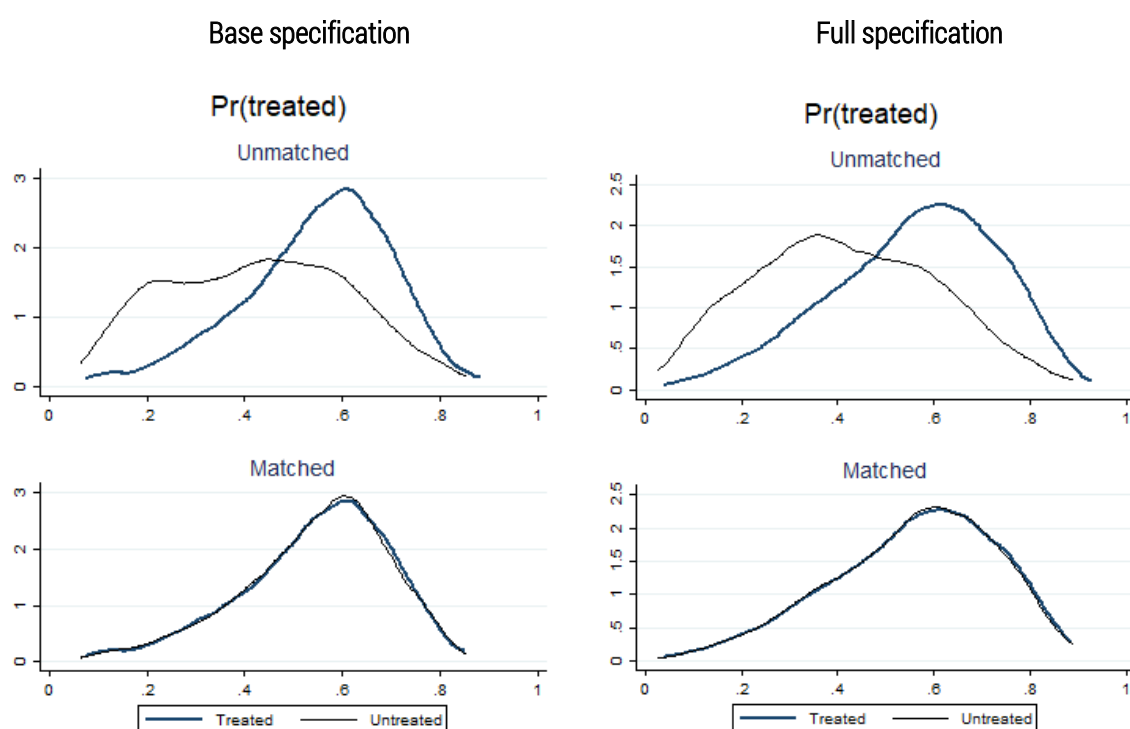 Base specification
Full specification
Pr(treated)
Unmatched
3
2
1
0
0 .2 .4 .6 .8 1
Matched
3
2
1
0
0 .2 .4 .6 .8 1
Treated Untreated
Pr(treated)
Unmatched
2.5
2
1.5
1
.5
0
0 .2 .4 .6 .8 1
Matched
2.5
2
1.5
1
.5
0
0 .2 .4 .6 .8 1
Treated Untreated